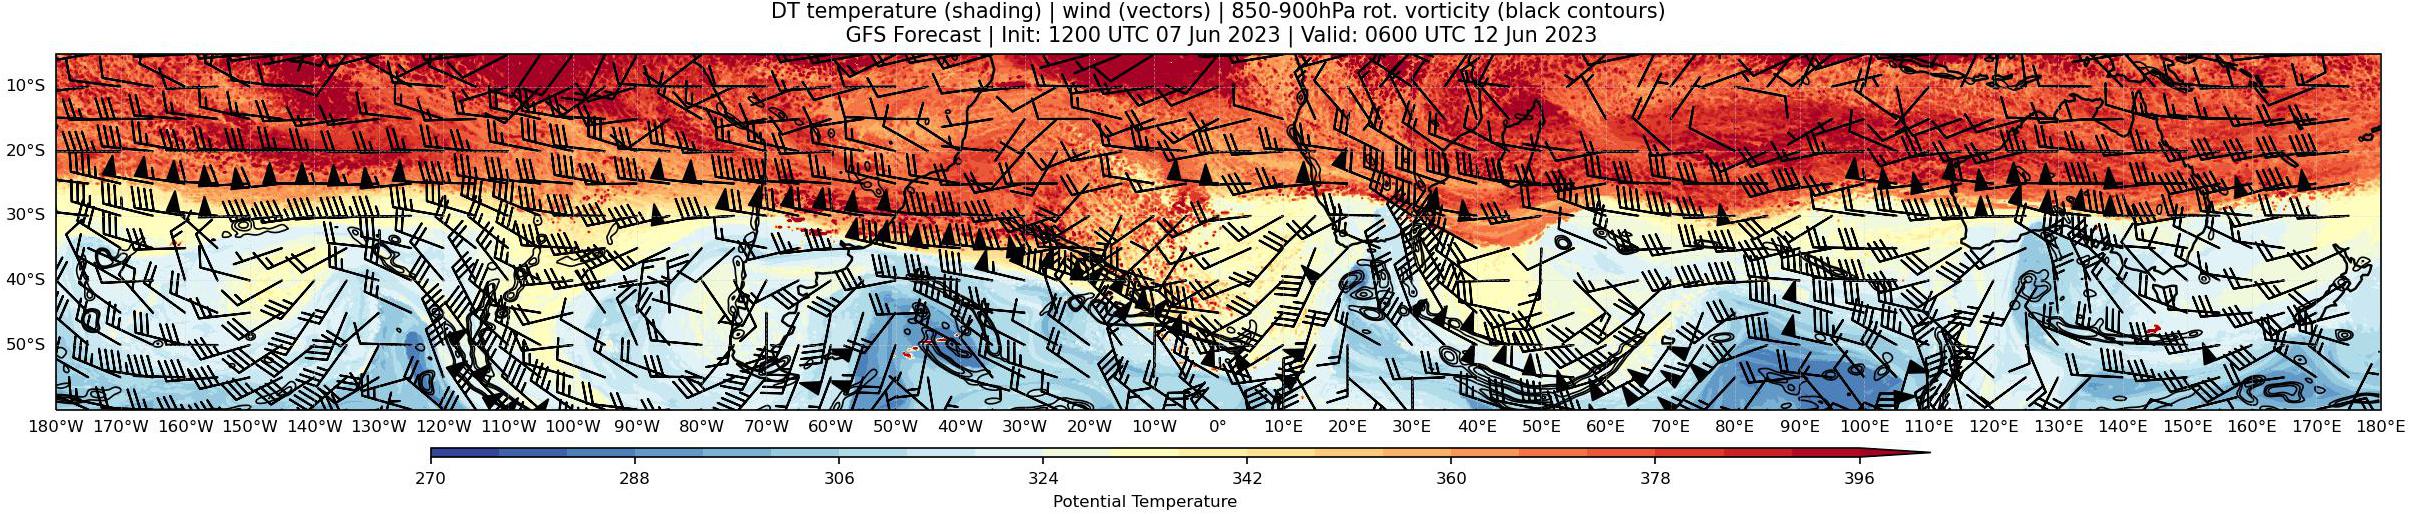 DT temperature (shading) | wind (vectors) | 850-900hPa rot. vorticity (black contours)
GFS Forecast | Init: 1200 UTC 07 Jun 2023 | Valid: 0600 UTC 12 Jun 2023
10°S
20°S
30°S
40°S
50°S
180°W 170°W 160°W 150°W 140°W 130°W 120°W 110°W 100°W 90°W 80°W 70°W 60°W 50°W 40°W 30°W 20°W 10°W 0° 10°E 20°E 30°E 40°E 50°E 60°E 70°E 80°E 90°E 100°E 110°E 120°E 130°E 140°E 150°E 160°E 170°E 180°E
270 288 306 324 342 360 378 396
Potential Temperature